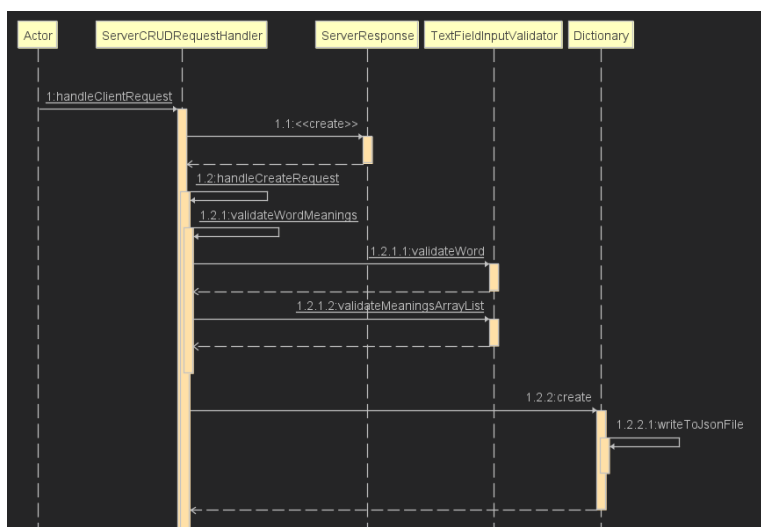 Actor
ServerCRUDRequestHandler
ServerResponse
TextFieldInputValidator
Dictionary
1:handleClientRequest
1.1:<<create>>
1.2:handleCreateRequest
1.2.1:validateWordMeanings
1.2.1.1:validateWord
1.2.1.2:validateMeaningsArrayList
1.2.2:create
1.2.2.1:writeToJsonFile